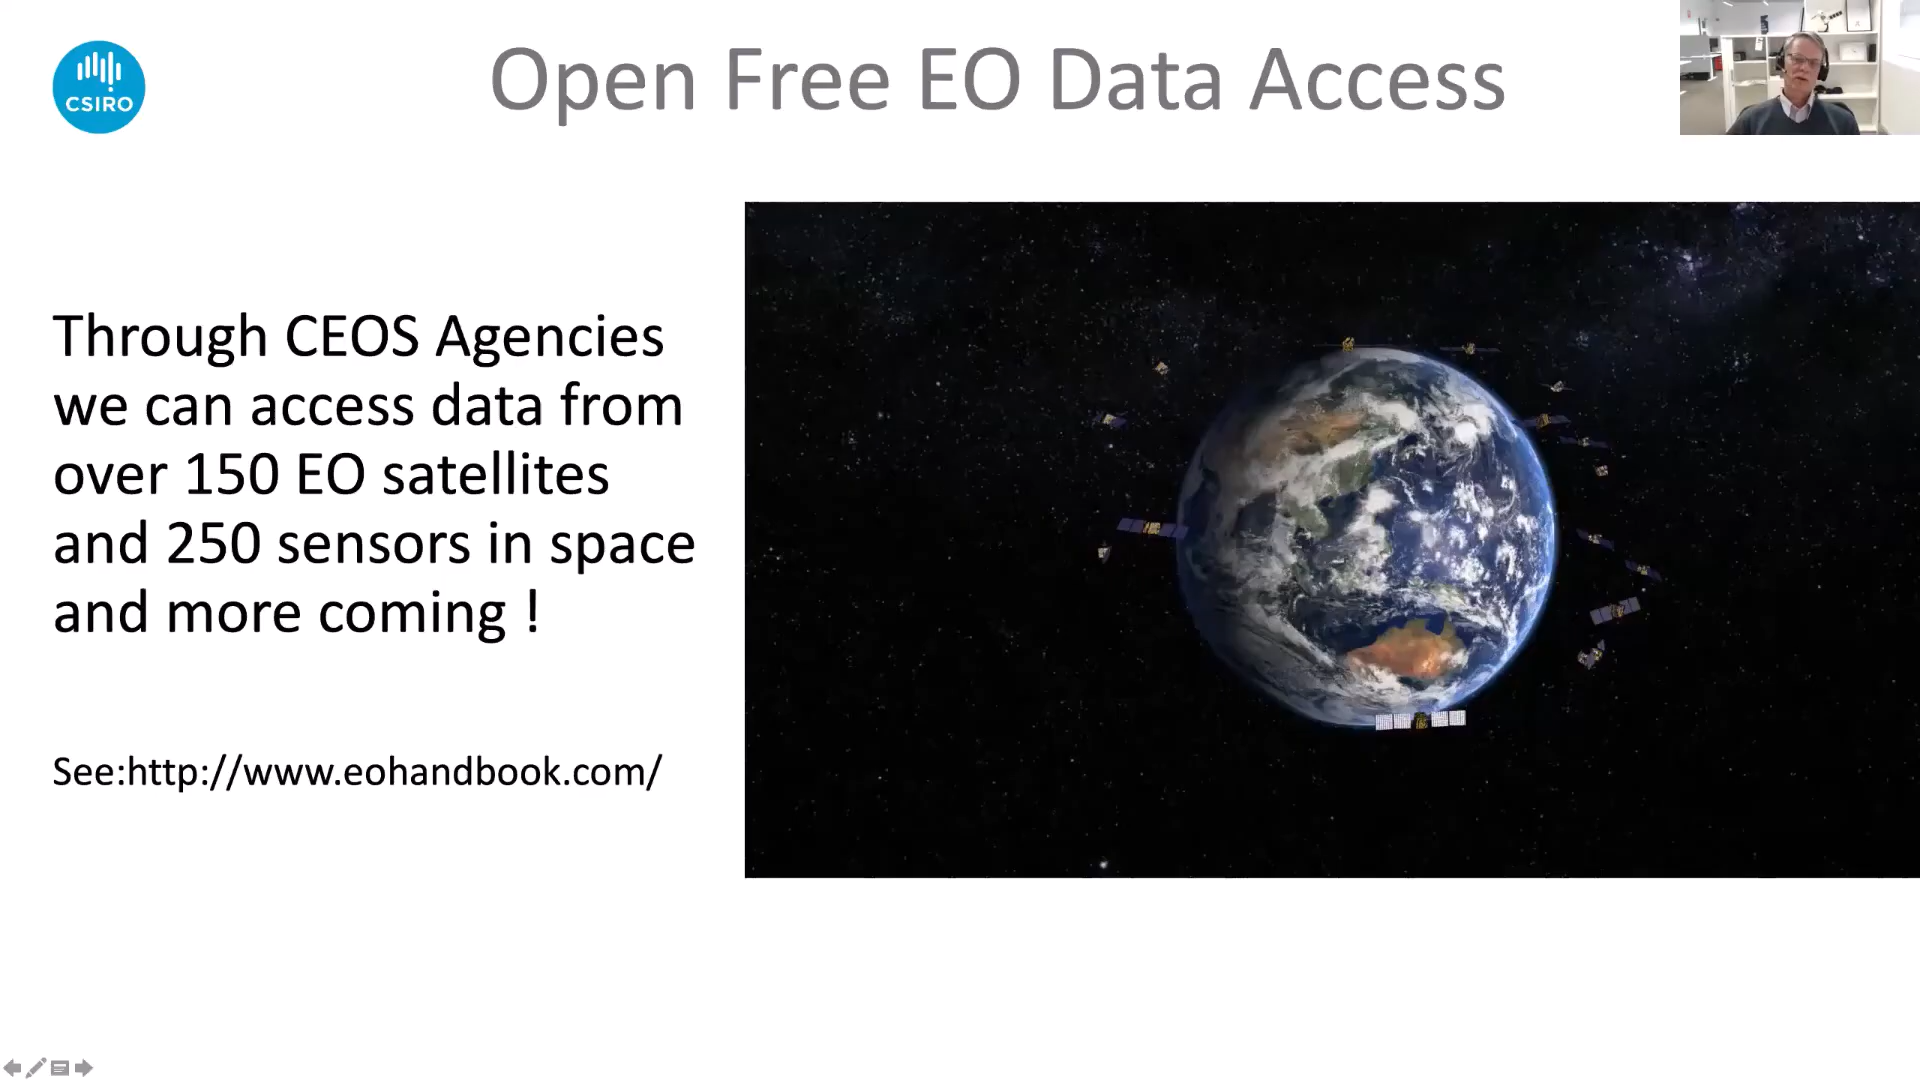 CSIRO
Open Free EO Data Access
Through CEOS Agencies
we can access data from
over 150 EO satellites
and 250 sensors in space
and more coming !
See:http://www.eohandbook.com/